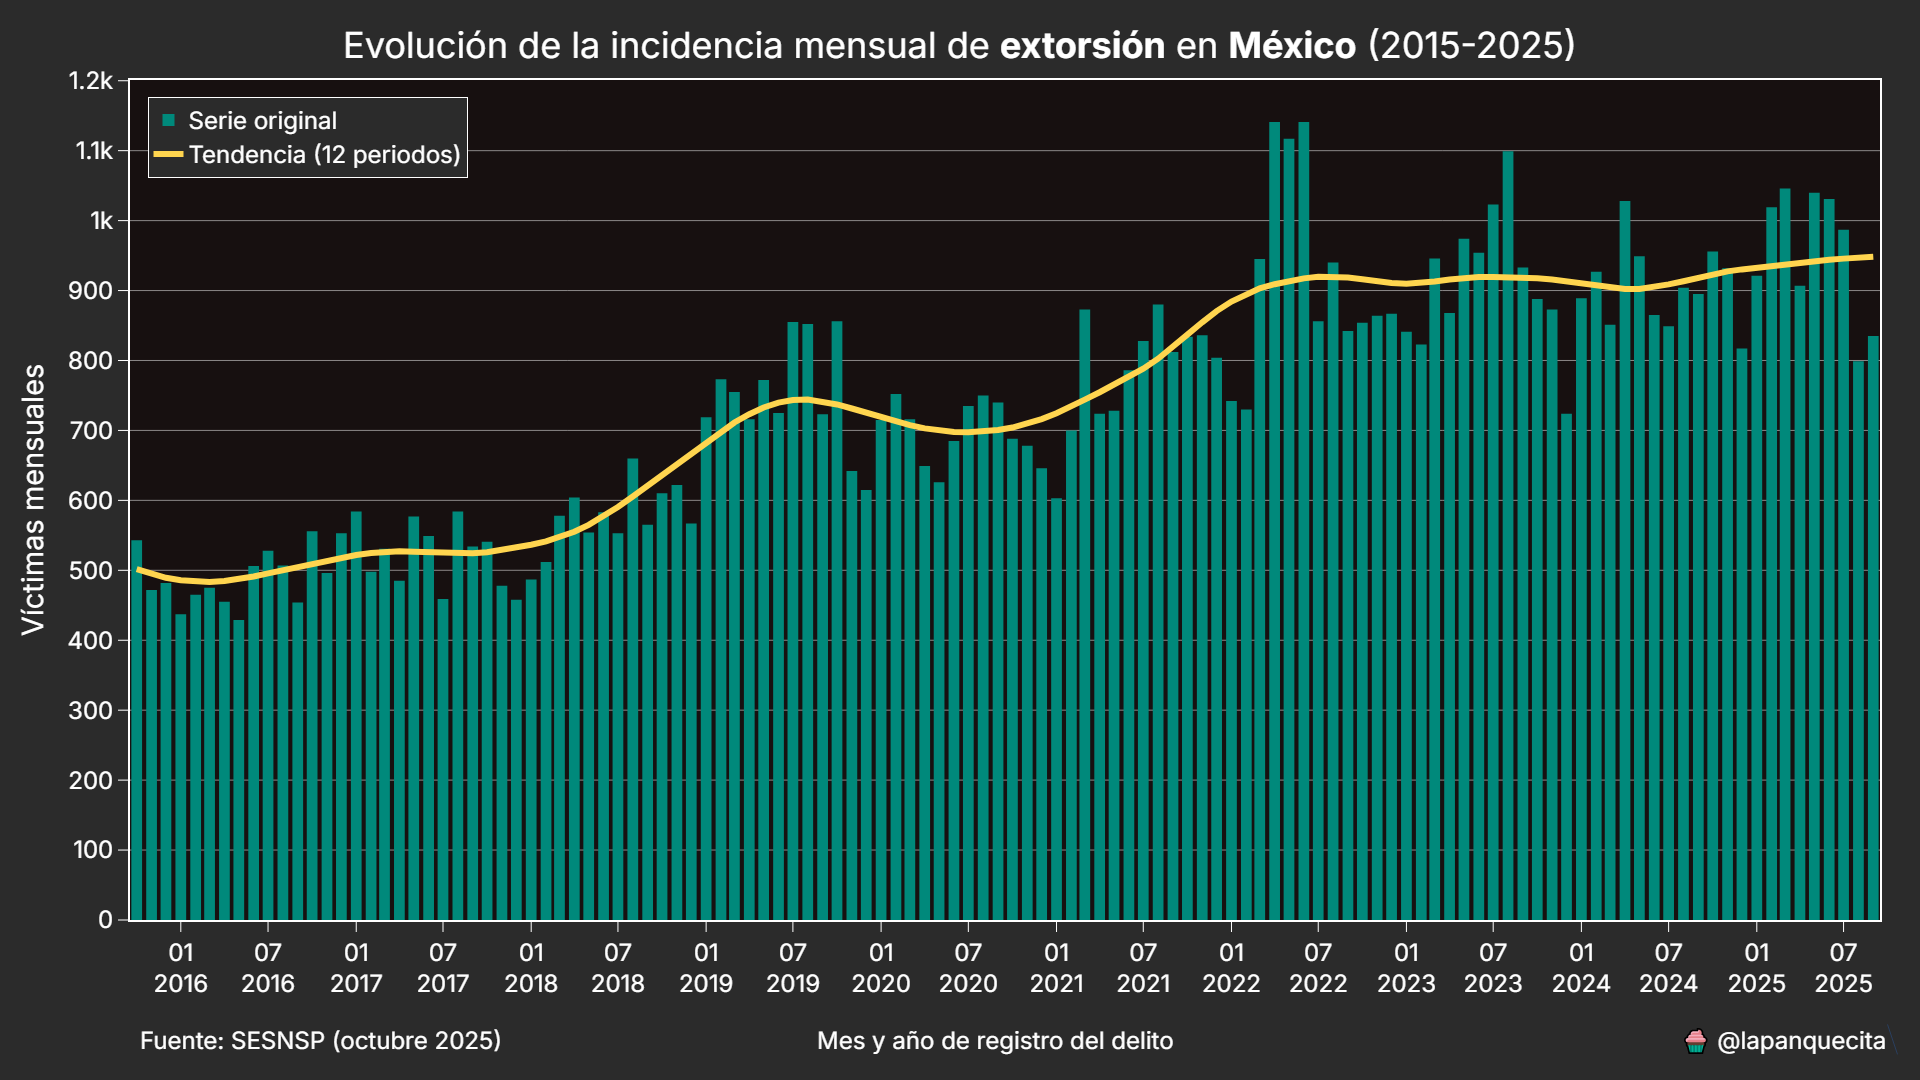 Evolución de la incidencia mensual de extorsión en México (2015-2025)
Serie original
Tendencia (12 periodos)
Víctimas mensuales
1.2k
1.1k
1k
900
800
700
600
500
400
300
200
100
0
01 07 01 07 01 07 01 07 01 07 01 07 01 07 01 07 01 07 01 07
2016 2016 2017 2017 2018 2018 2019 2019 2020 2020 2021 2021 2022 2022 2023 2023 2024 2024 2025 2025
Fuente: SESNSP (octubre 2025)
Mes y año de registro del delito
@lapanquecita